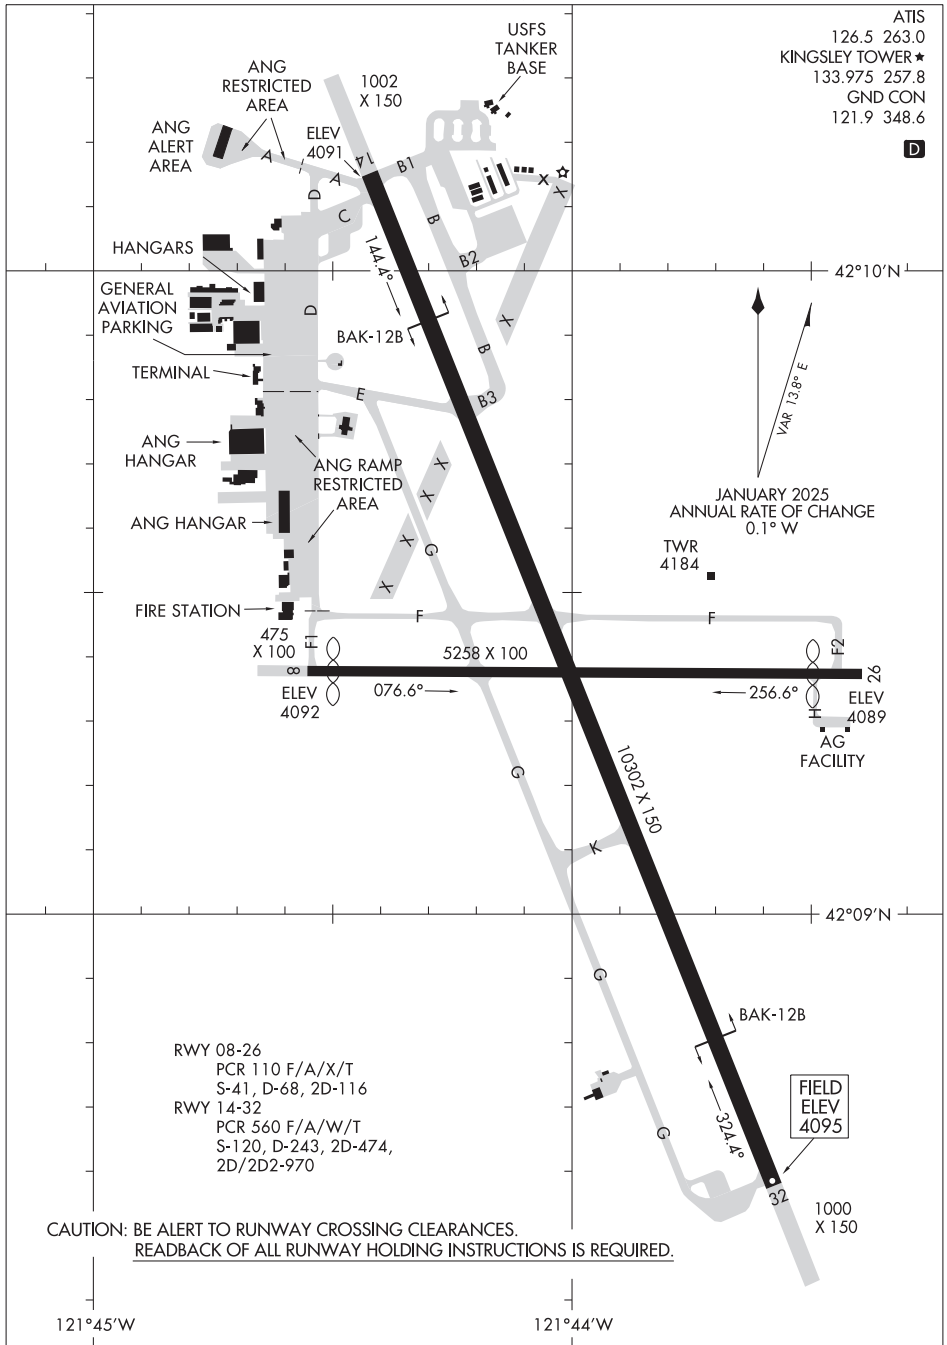 ATIS
126.5 263.0
KINGSLEY TOWER★
133.975 257.8
GND CON
121.9 348.6
D
USFS
TANKER
BASE
ANG
RESTRICTED
AREA
1002
X 150
ANG
ALERT
AREA
ELEV
4091
14
A
A
B1
D
C
B
X
X
B2
144.4°
HANGARS
42°10'N
GENERAL
AVIATION
PARKING
D
BAK-12B
X
B
TERMINAL
VAR 13.8° E
E
B3
ANG
HANGAR
ANG RAMP
RESTRICTED
AREA
X
X
X
X
JANUARY 2025
ANNUAL RATE OF CHANGE
0.1° W
ANG HANGAR
G
TWR
4184
FIRE STATION
F
F
475
X 100
F1
5258 X 100
F2
8
26
ELEV
4092
076.6°
256.6°
ELEV
4089
H
AG
FACILITY
G
10302 X 150
K
42°09'N
G
BAK-12B
RWY 08-26
PCR 110 F/A/X/T
S-41, D-68, 2D-116
RWY 14-32
PCR 560 F/A/W/T
S-120, D-243, 2D-474,
2D/2D2-970
FIELD
ELEV
4095
G
324.4°
32
1000
X 150
CAUTION: BE ALERT TO RUNWAY CROSSING CLEARANCES.
READBACK OF ALL RUNWAY HOLDING INSTRUCTIONS IS REQUIRED.
121°45'W
121°44'W